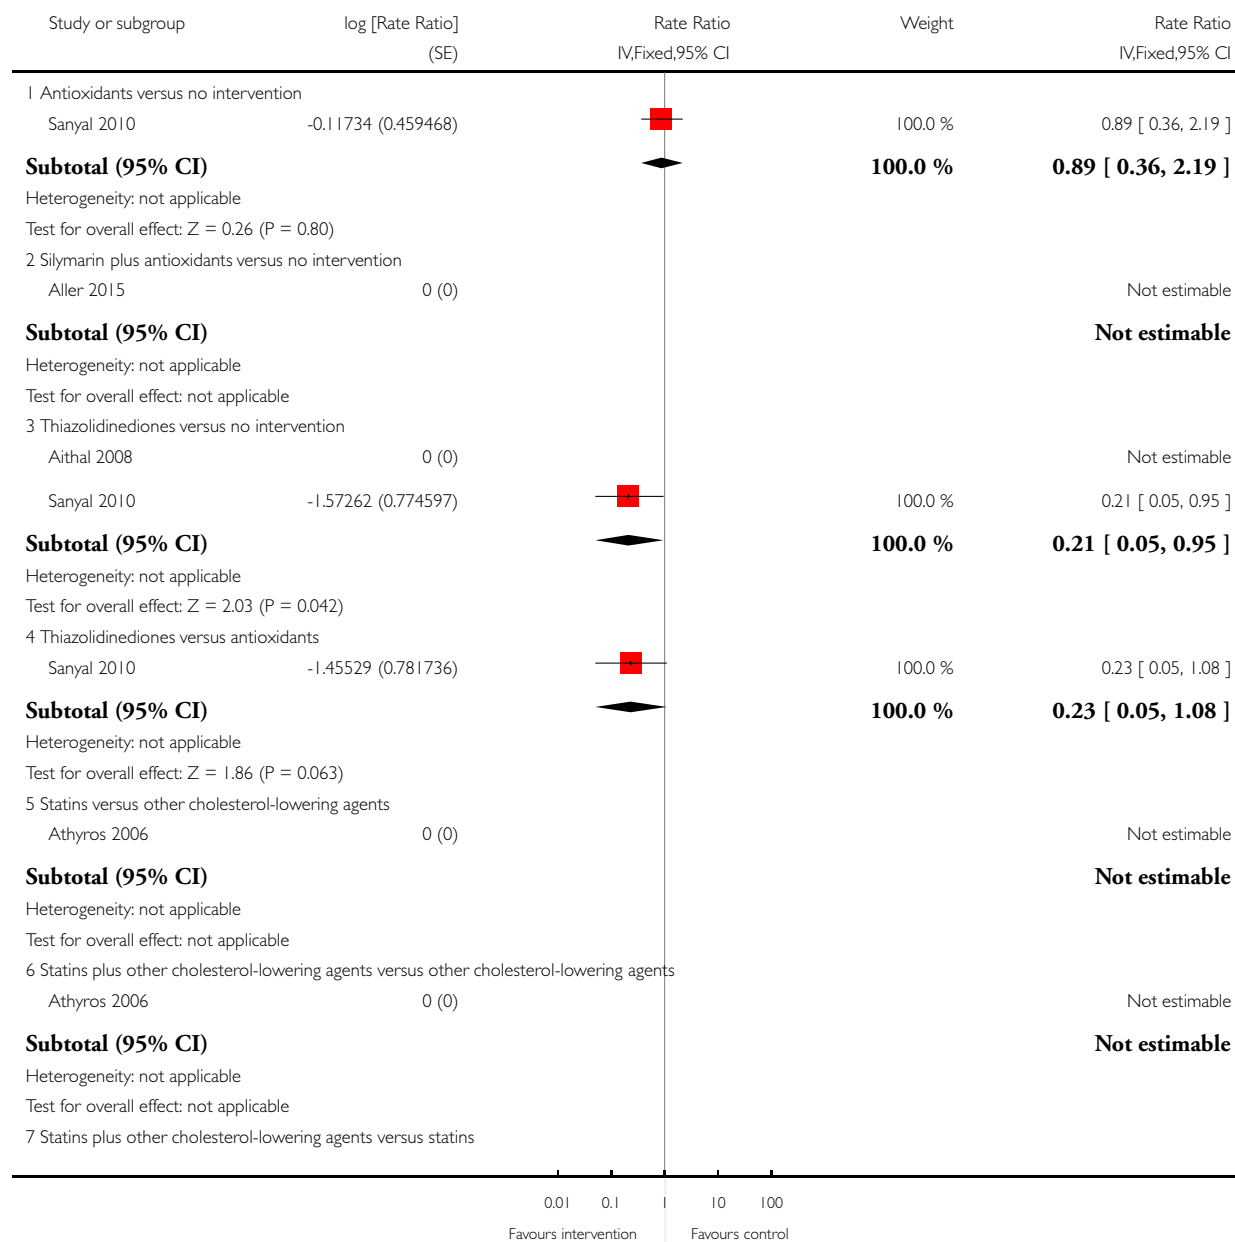 Study or subgroup log [Rate Ratio] Rate Ratio Weight Rate Ratio
(SE) IV,Fixed,95% CI IV,Fixed,95% CI
1 Antioxidants versus no intervention
Sanyal 2010 -0.11734 (0.459468) 100.0 % 0.89 [ 0.36, 2.19 ]
Subtotal (95% CI) 100.0 % 0.89 [ 0.36, 2.19 ]
Heterogeneity: not applicable
Test for overall effect: Z = 0.26 (P = 0.80)
2 Silymarin plus antioxidants versus no intervention
Aller 2015 0 (0) Not estimable
Subtotal (95% CI) Not estimable
Heterogeneity: not applicable
Test for overall effect: not applicable
3 Thiazolidinediones versus no intervention
Aithal 2008 0 (0) Not estimable
Sanyal 2010 -1.57262 (0.774597) 100.0 % 0.21 [ 0.05, 0.95 ]
Subtotal (95% CI) 100.0 % 0.21 [ 0.05, 0.95 ]
Heterogeneity: not applicable
Test for overall effect: Z = 2.03 (P = 0.042)
4 Thiazolidinediones versus antioxidants
Sanyal 2010 -1.45529 (0.781736) 100.0 % 0.23 [ 0.05, 1.08 ]
Subtotal (95% CI) 100.0 % 0.23 [ 0.05, 1.08 ]
Heterogeneity: not applicable
Test for overall effect: Z = 1.86 (P = 0.063)
5 Statins versus other cholesterol-lowering agents
Athyros 2006 0 (0) Not estimable
Subtotal (95% CI) Not estimable
Heterogeneity: not applicable
Test for overall effect: not applicable
6 Statins plus other cholesterol-lowering agents versus other cholesterol-lowering agents
Athyros 2006 0 (0) Not estimable
Subtotal (95% CI) Not estimable
Heterogeneity: not applicable
Test for overall effect: not applicable
7 Statins plus other cholesterol-lowering agents versus statins
0.01 0.1 1 10 100
Favours intervention Favours control